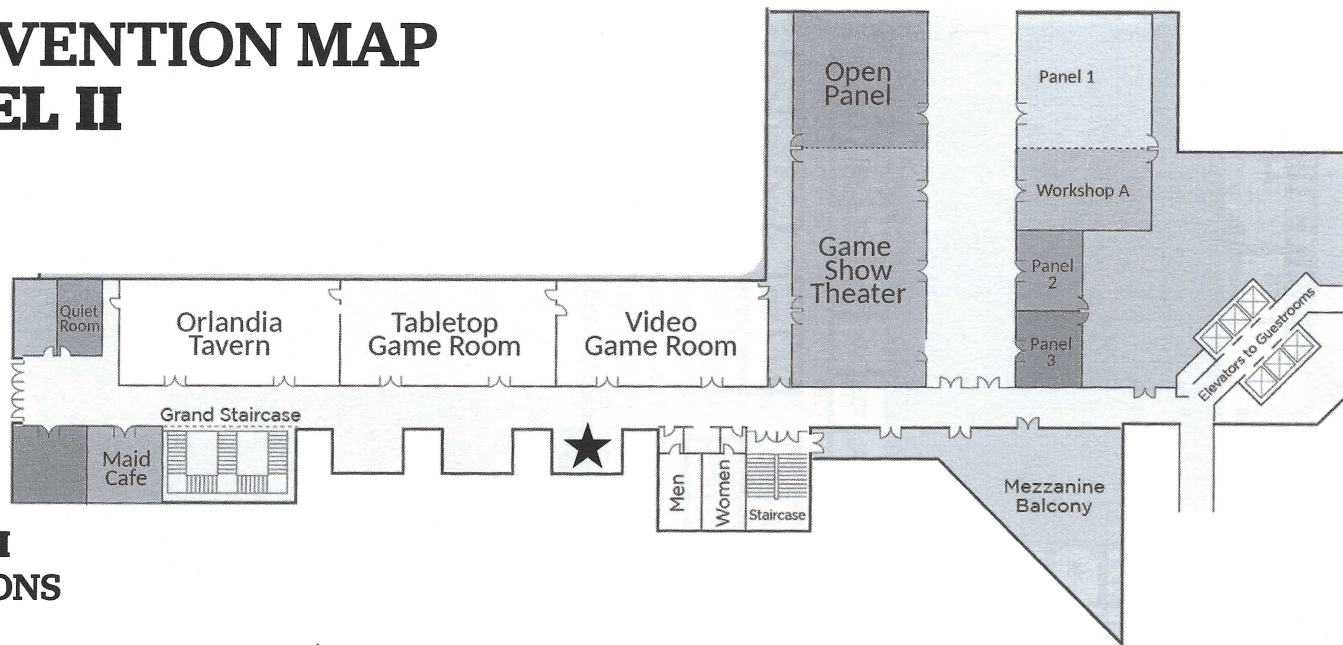 VENTION MAP
EL II
Open
Panel
Panel 1
Workshop A
Game
Show
Theater
Panel
2
Panel
3
Elevators to Guestrooms
Quiet
Room
Orlandia
Tavern
Tabletop
Game Room
Video
Game Room
Grand Staircase
Maid
Cafe
Men
Women
Staircase
Mezzanine
Balcony
ONS